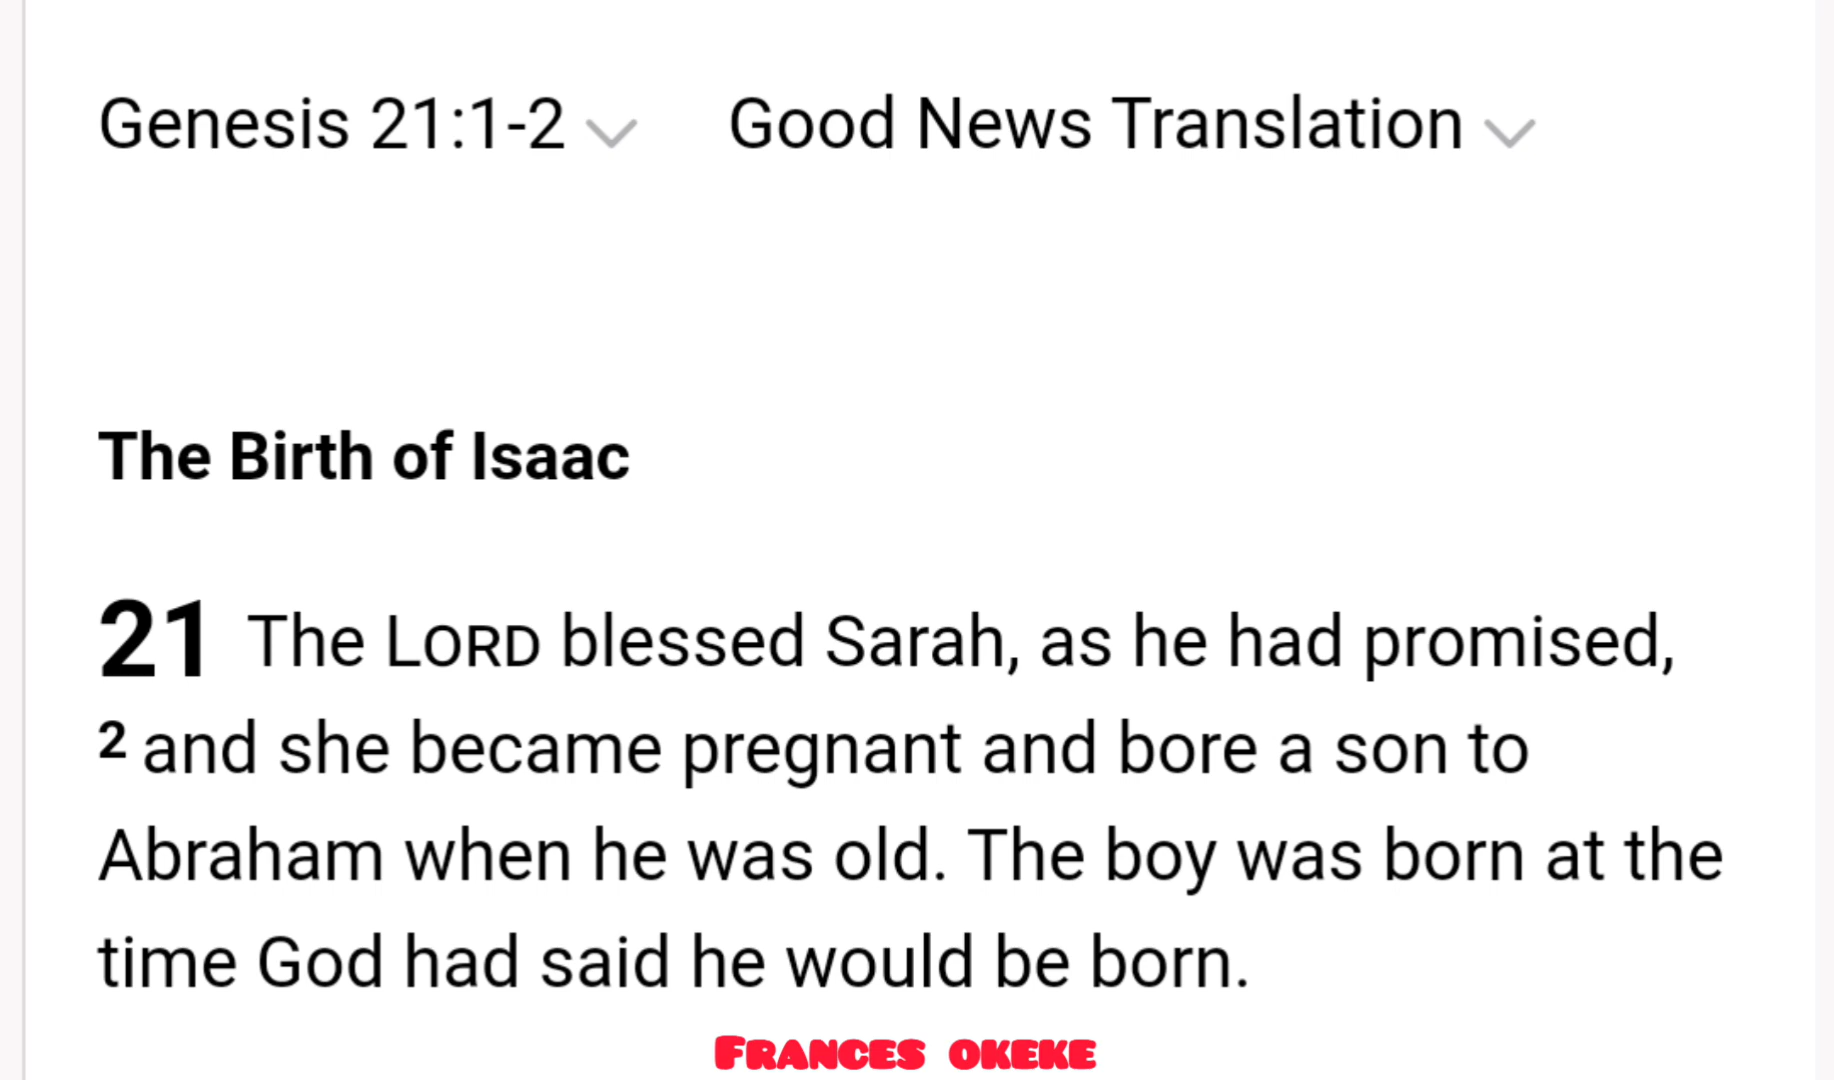 Genesis 21:1-2 Good News Translation
The Birth of Isaac
21 The LORD blessed Sarah, as he had promised,
2 and she became pregnant and bore a son to
Abraham when he was old. The boy was born at the
time God had said he would be born.
FRANCES OKEKE